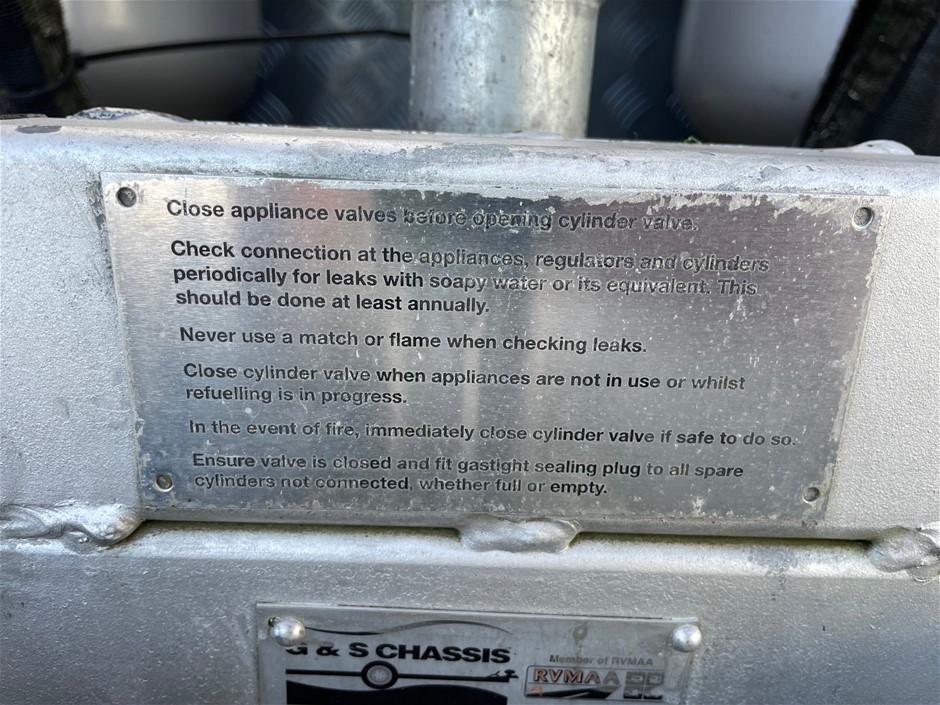 Close appliance valves before opening cylinder valve.
Check connection at the appliances, regulators and cylinders
periodically for leaks with soapy water or its equivalent. This
should be done at least annually.
Never use a match or flame when checking leaks.
Close cylinder valve when appliances are not in use or whilst
refuelling is in progress.
In the event of fire, immediately close cylinder valve if safe to do so.
Ensure valve is closed and fit gastight sealing plug to all spare
cylinders not connected, whether full or empty.
G & S CHASSIS
Member of RVMAA
RVMAA